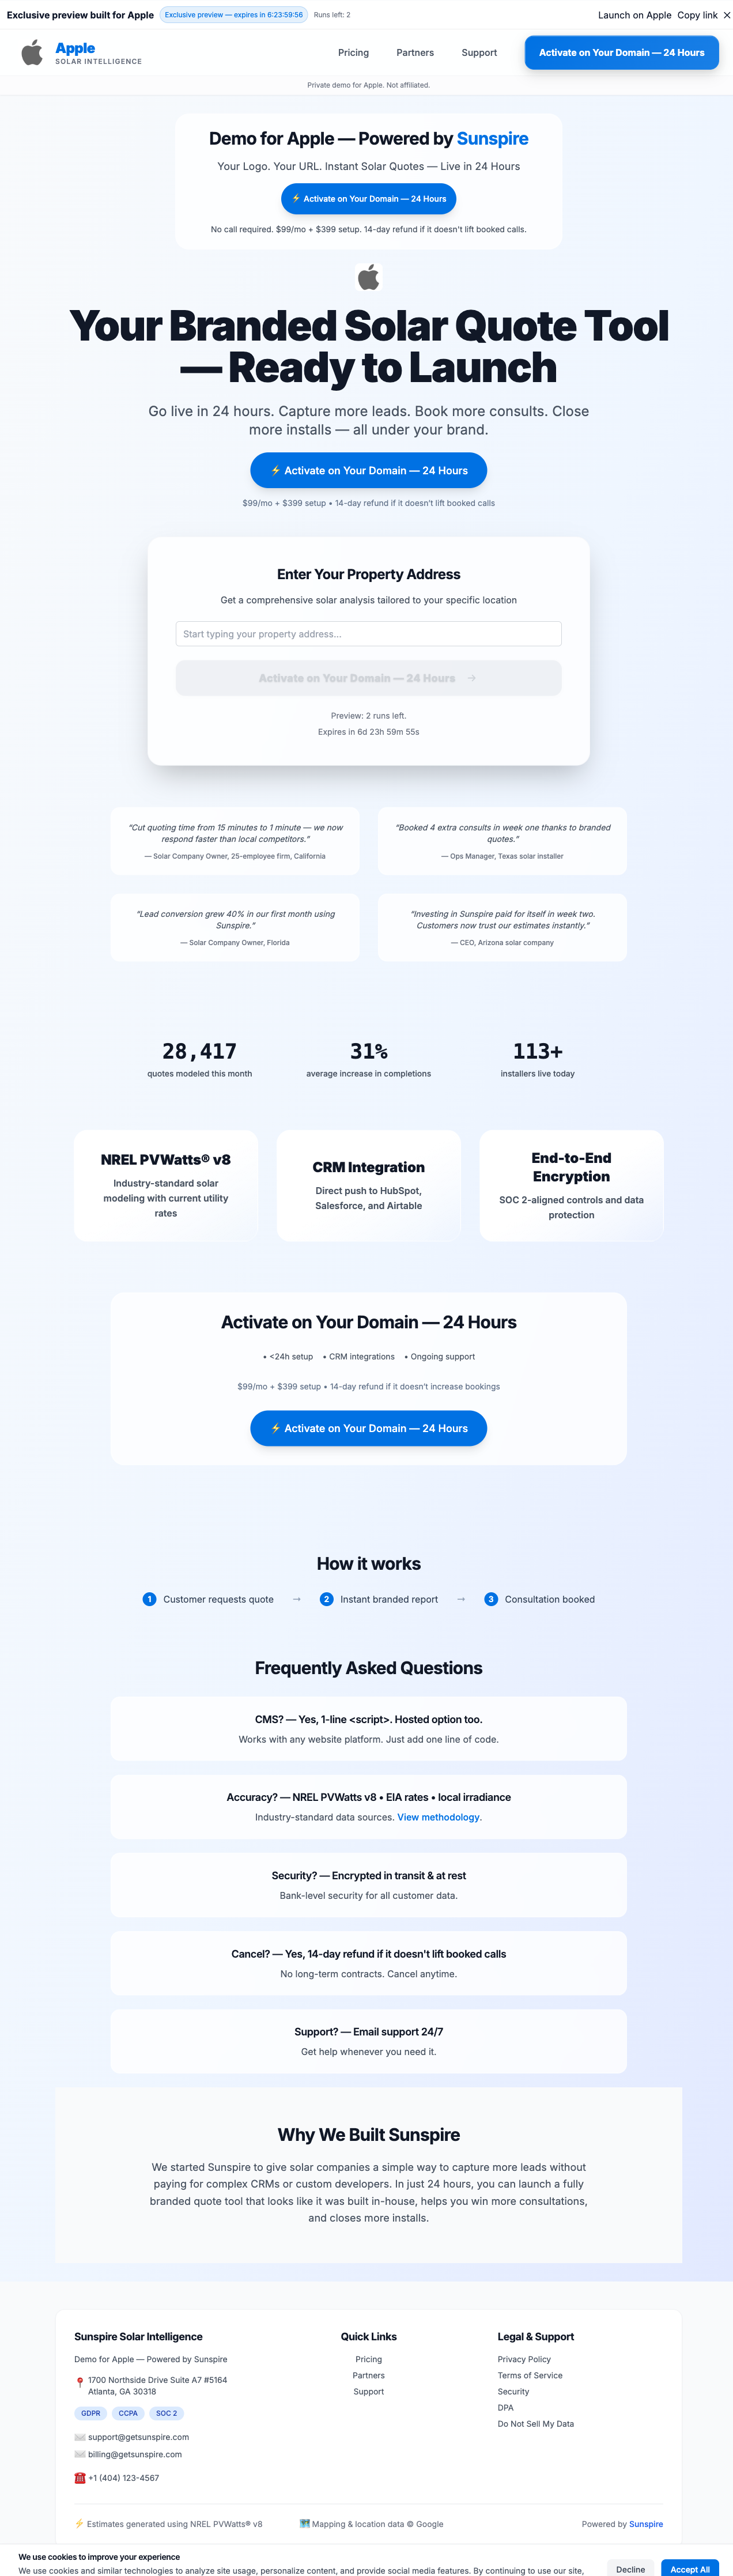 Exclusive preview built for Apple
Exclusive preview — expires in 6:23:59:56
Runs left: 2
Launch on Apple
Copy link
×
Apple
SOLAR INTELLIGENCE
Pricing
Partners
Support
Activate on Your Domain — 24 Hours
Private demo for Apple. Not affiliated.
Demo for Apple — Powered by Sunspire
Your Logo. Your URL. Instant Solar Quotes — Live in 24 Hours
⚡ Activate on Your Domain — 24 Hours
No call required. $99/mo + $399 setup. 14-day refund if it doesn't lift booked calls.
Your Branded Solar Quote Tool
— Ready to Launch
Go live in 24 hours. Capture more leads. Book more consults. Close
more installs — all under your brand.
⚡ Activate on Your Domain — 24 Hours
$99/mo + $399 setup • 14-day refund if it doesn't lift booked calls
Enter Your Property Address
Get a comprehensive solar analysis tailored to your specific location
Start typing your property address...
Activate on Your Domain — 24 Hours →
Preview: 2 runs left.
Expires in 6d 23h 59m 55s
"Cut quoting time from 15 minutes to 1 minute — we now
respond faster than local competitors."
— Solar Company Owner, 25-employee firm, California
"Booked 4 extra consults in week one thanks to branded
quotes."
— Ops Manager, Texas solar installer
"Lead conversion grew 40% in our first month using
Sunspire."
— Solar Company Owner, Florida
"Investing in Sunspire paid for itself in week two.
Customers now trust our estimates instantly."
— CEO, Arizona solar company
28,417
quotes modeled this month
31%
average increase in completions
113+
installers live today
NREL PVWatts® v8
Industry-standard solar
modeling with current utility
rates
CRM Integration
Direct push to HubSpot,
Salesforce, and Airtable
End-to-End
Encryption
SOC 2-aligned controls and data
protection
Activate on Your Domain — 24 Hours
• <24h setup • CRM integrations • Ongoing support
$99/mo + $399 setup • 14-day refund if it doesn't increase bookings
⚡ Activate on Your Domain — 24 Hours
How it works
1 Customer requests quote → 2 Instant branded report → 3 Consultation booked
Frequently Asked Questions
CMS? — Yes, 1-line <script>. Hosted option too.
Works with any website platform. Just add one line of code.
Accuracy? — NREL PVWatts v8 • EIA rates • local irradiance
Industry-standard data sources. View methodology.
Security? — Encrypted in transit & at rest
Bank-level security for all customer data.
Cancel? — Yes, 14-day refund if it doesn't lift booked calls
No long-term contracts. Cancel anytime.
Support? — Email support 24/7
Get help whenever you need it.
Why We Built Sunspire
We started Sunspire to give solar companies a simple way to capture more leads without
paying for complex CRMs or custom developers. In just 24 hours, you can launch a fully
branded quote tool that looks like it was built in-house, helps you win more consultations,
and closes more installs.
Sunspire Solar Intelligence
Demo for Apple — Powered by Sunspire
1700 Northside Drive Suite A7 #5164
Atlanta, GA 30318
GDPR
CCPA
SOC 2
support@getsunspire.com
billing@getsunspire.com
+1 (404) 123-4567
Quick Links
Pricing
Partners
Support
Legal & Support
Privacy Policy
Terms of Service
Security
DPA
Do Not Sell My Data
⚡ Estimates generated using NREL PVWatts® v8
Mapping & location data © Google
Powered by Sunspire
We use cookies to improve your experience
We use cookies and similar technologies to analyze site usage, personalize content, and provide social media features. By continuing to use our site,
Decline
Accept All